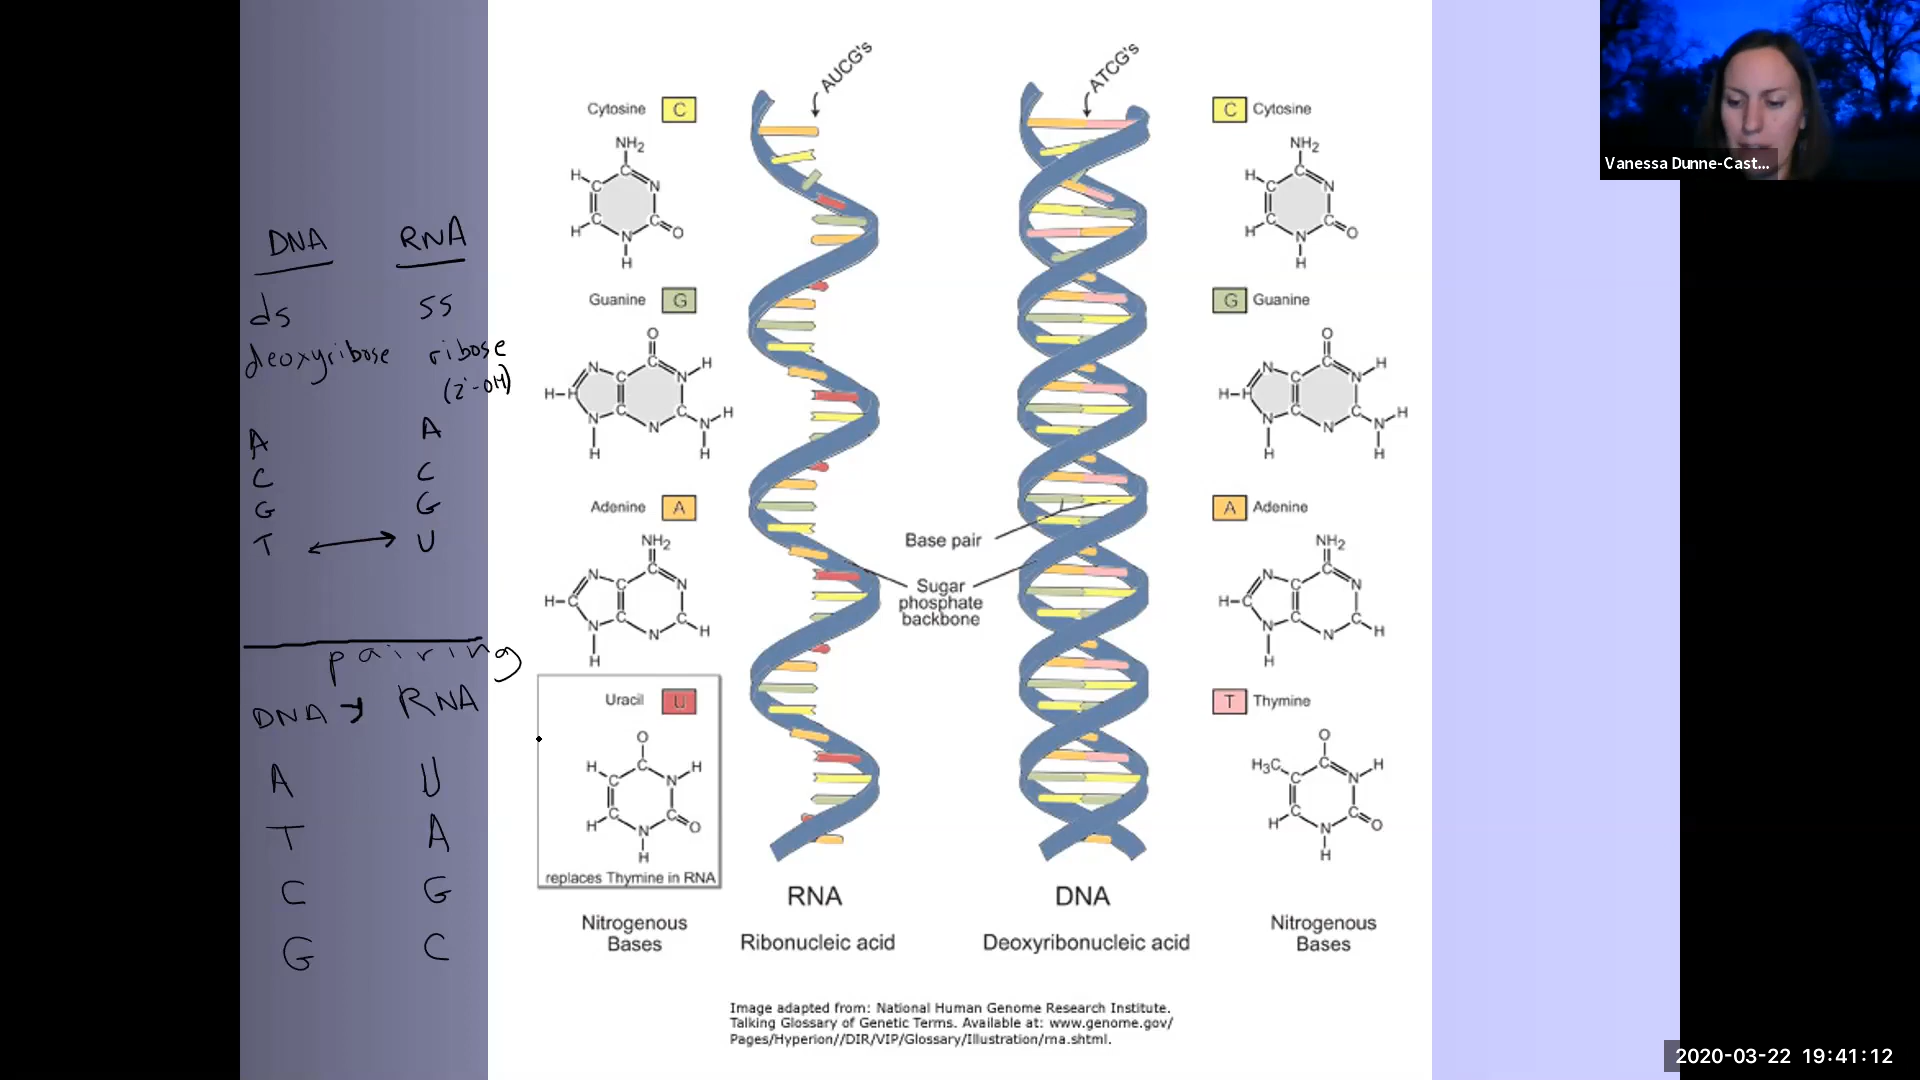 DNA RNA
ds ss
deoxyribose ribose
(2'-OH)
A A
C C
G G
T U
pairing
DNA RNA
A U
T A
C G
G C
AUCG's
ATCG's
Cytosine C
NH2
H C N
H C C O
N
H
Guanine G
O
N C C N H
H H
N C N C N H
H H
Adenine A
NH2
N C C N
H C
N C N C H
H
Uracil U
O
H C H
C N
C C
H N O
H
replaces Thymine in RNA
Nitrogenous
Bases
RNA
Ribonucleic acid
Base pair
Sugar
phosphate
backbone
DNA
Deoxyribonucleic acid
C Cytosine
NH2
H C N
H C C O
N
H
G Guanine
O
N C C N H
H H
N C N C N H
H H
A Adenine
NH2
N C C N
H C
N C N C H
H
T Thymine
O
H3C C H
C N
C C
H N O
H
Nitrogenous
Bases
Image adapted from: National Human Genome Research Institute.
Talking Glossary of Genetic Terms. Available at: www.genome.gov/
Pages/Hyperion//DIR/VIP/Glossary/Illustration/rna.shtml.
Vanessa Dunne-Cast...
2020-03-22 19:41:12